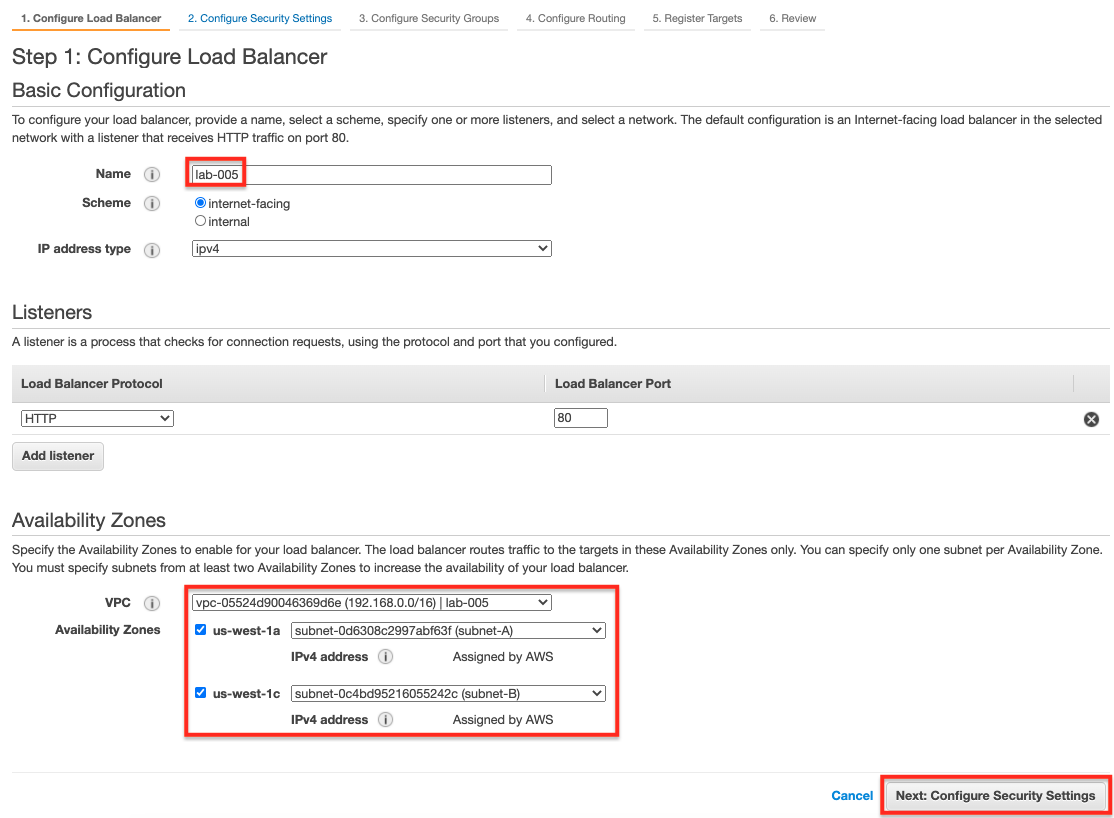 1. Configure Load Balancer 2. Configure Security Settings 3. Configure Security Groups 4. Configure Routing 5. Register Targets 6. Review
Step 1: Configure Load Balancer
Basic Configuration
To configure your load balancer, provide a name, select a scheme, specify one or more listeners, and select a network. The default configuration is an Internet-facing load balancer in the selected
network with a listener that receives HTTP traffic on port 80.
Name i lab-005
Scheme i internet-facing
internal
IP address type i ipv4
Listeners
A listener is a process that checks for connection requests, using the protocol and port that you configured.
Load Balancer Protocol Load Balancer Port
HTTP 80
Add listener
Availability Zones
Specify the Availability Zones to enable for your load balancer. The load balancer routes traffic to the targets in these Availability Zones only. You can specify only one subnet per Availability Zone.
You must specify subnets from at least two Availability Zones to increase the availability of your load balancer.
VPC i vpc-05524d90046369d6e (192.168.0.0/16) | lab-005
Availability Zones us-west-1a subnet-0d6308c2997abf63f (subnet-A)
IPv4 address i Assigned by AWS
us-west-1c subnet-0c4bd95216055242c (subnet-B)
IPv4 address i Assigned by AWS
Cancel Next: Configure Security Settings